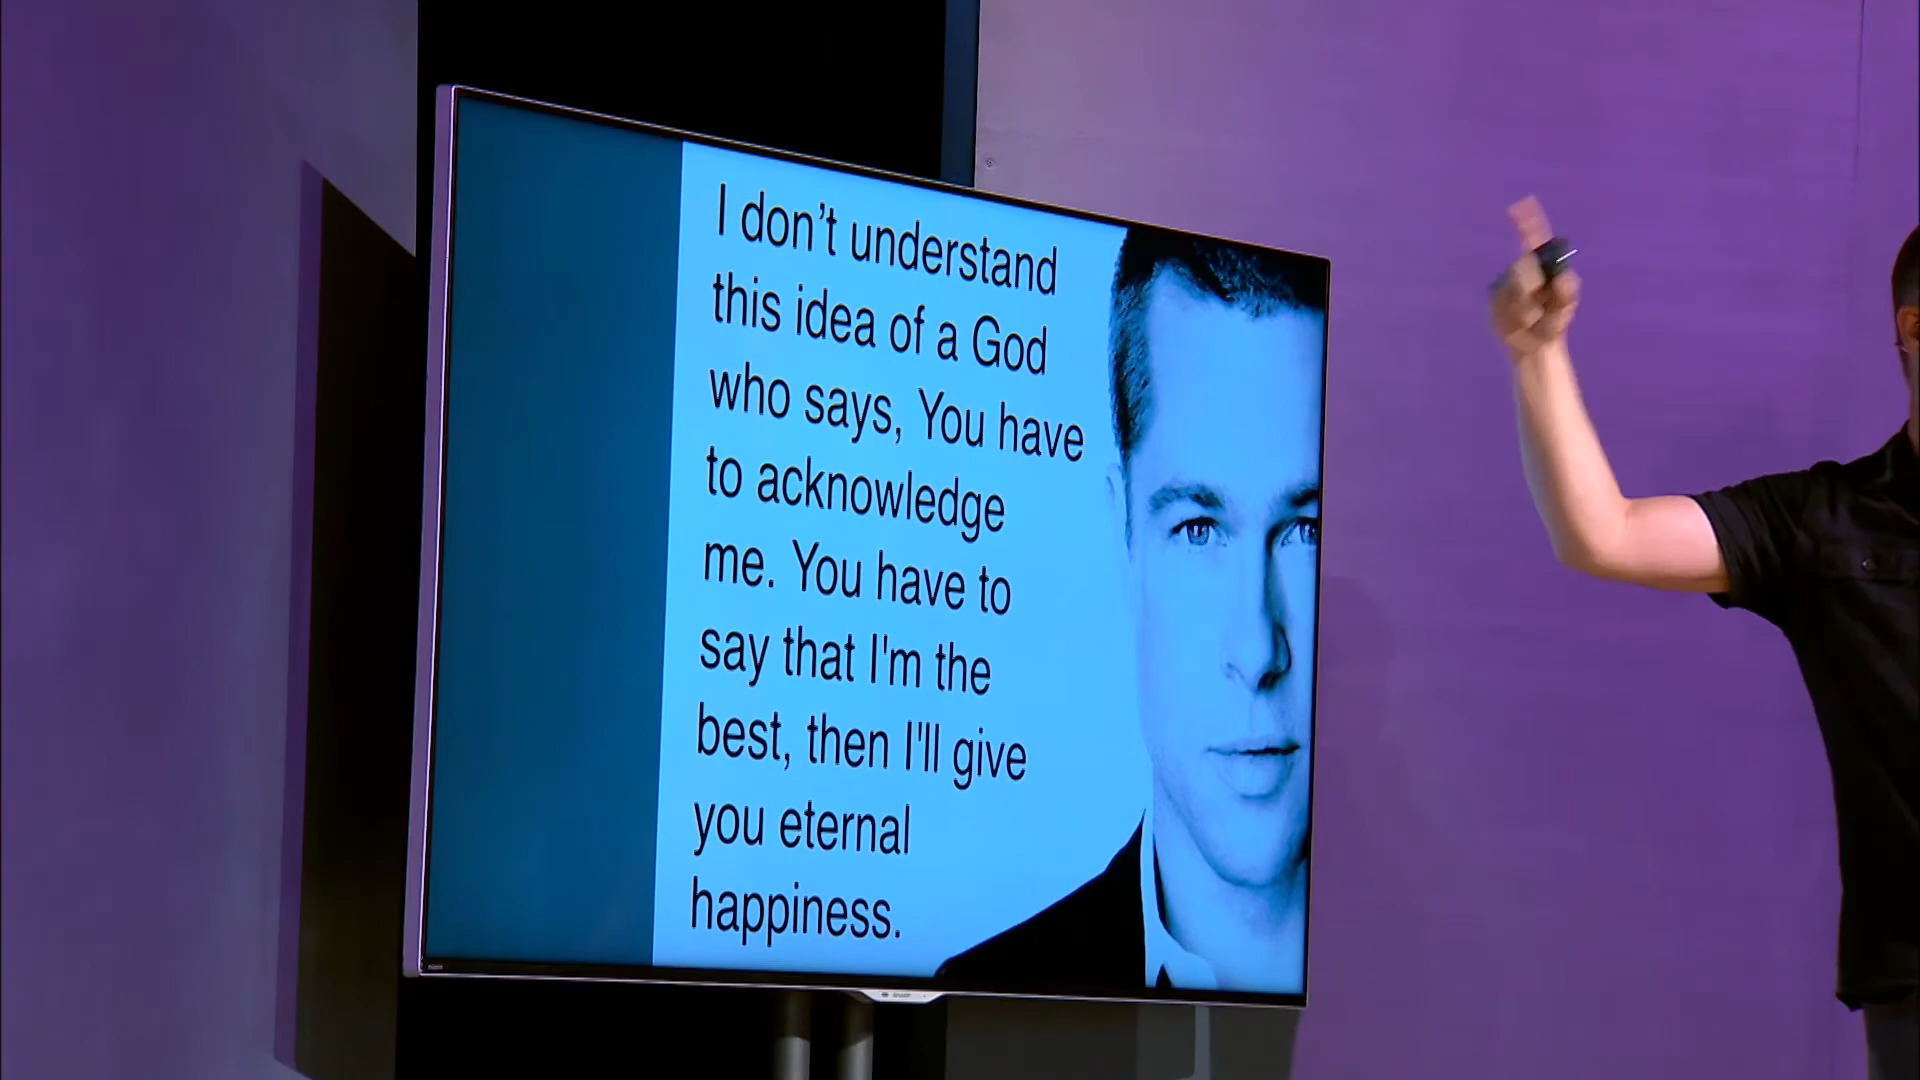 I don’t understand
this idea of a God
who says, You have
to acknowledge
me. You have to
say that I'm the
best, then I'll give
you eternal
happiness.